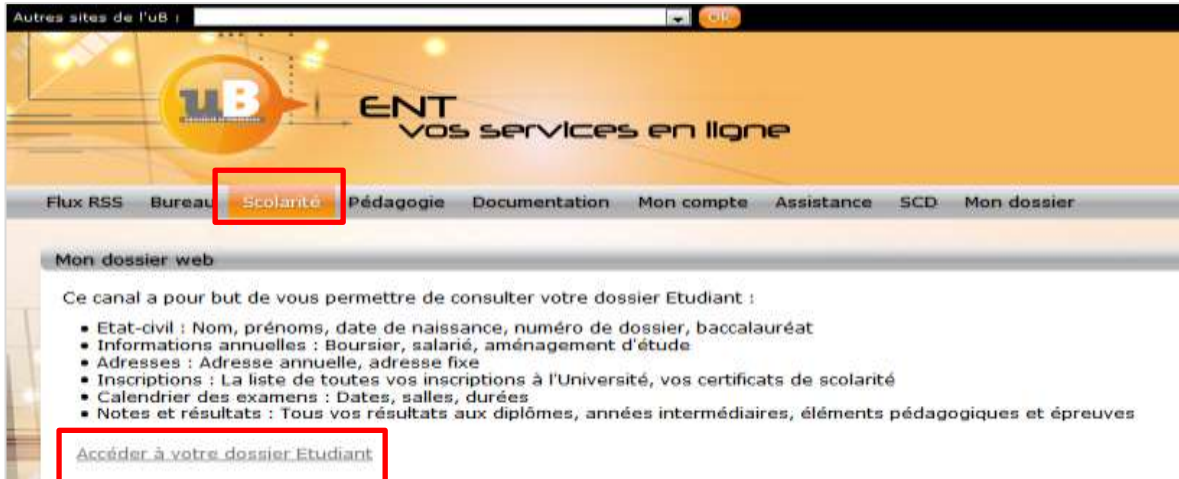 Autres sites de l'uB :
OK
uB
ENT
vos services en ligne
Flux RSS Bureau Scolarité Pédagogie Documentation Mon compte Assistance SCD Mon dossier
Mon dossier web
Ce canal a pour but de vous permettre de consulter votre dossier Etudiant :
• Etat-civil : Nom, prénoms, date de naissance, numéro de dossier, baccalauréat
• Informations annuelles : Boursier, salarié, aménagement d'étude
• Adresses : Adresse annuelle, adresse fixe
• Inscriptions : La liste de toutes vos inscriptions à l'Université, vos certificats de scolarité
• Calendrier des examens : Dates, salles, durées
• Notes et résultats : Tous vos résultats aux diplômes, années intermédiaires, éléments pédagogiques et épreuves
Accéder à votre dossier Etudiant